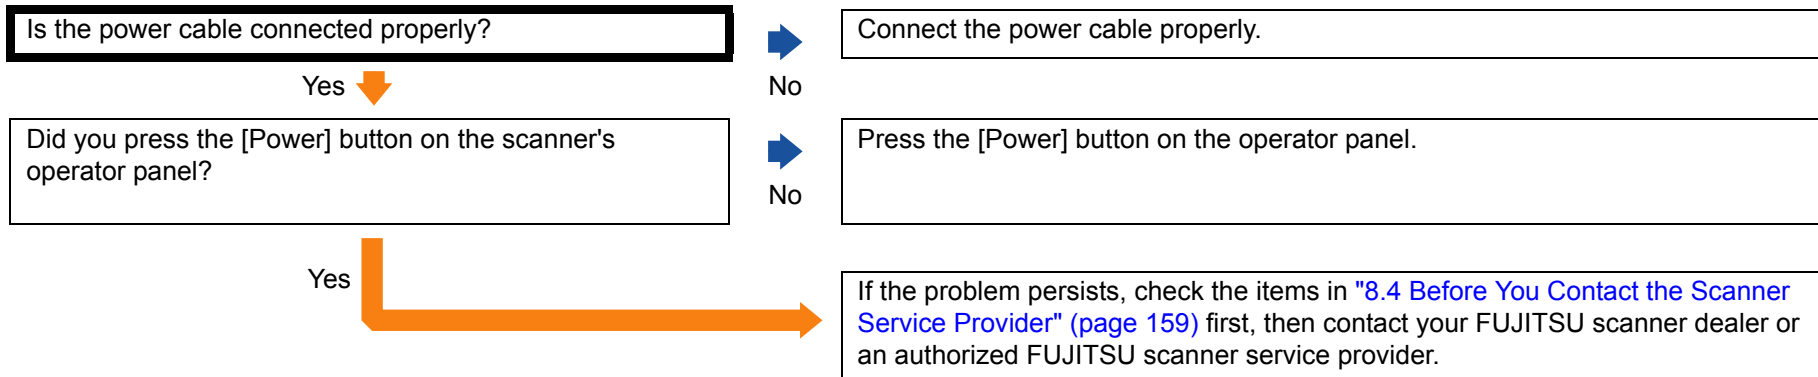 Is the power cable connected properly?
Connect the power cable properly.
Yes
No
Did you press the [Power] button on the scanner's
operator panel?
Press the [Power] button on the operator panel.
No
Yes
If the problem persists, check the items in "8.4 Before You Contact the Scanner
Service Provider" (page 159) first, then contact your FUJITSU scanner dealer or
an authorized FUJITSU scanner service provider.